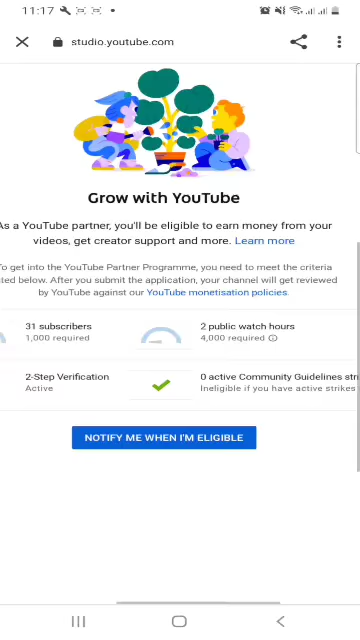 11:17
studio.youtube.com
Grow with YouTube
As a YouTube partner, you'll be eligible to earn money from your
videos, get creator support and more. Learn more
To get into the YouTube Partner Programme, you need to meet the criteria
sted below. After you submit the application, your channel will get reviewed
by YouTube against our YouTube monetisation policies.
31 subscribers
1,000 required
2 public watch hours
4,000 required
2-Step Verification
Active
0 active Community Guidelines stri
Ineligible if you have active strikes
NOTIFY ME WHEN I'M ELIGIBLE